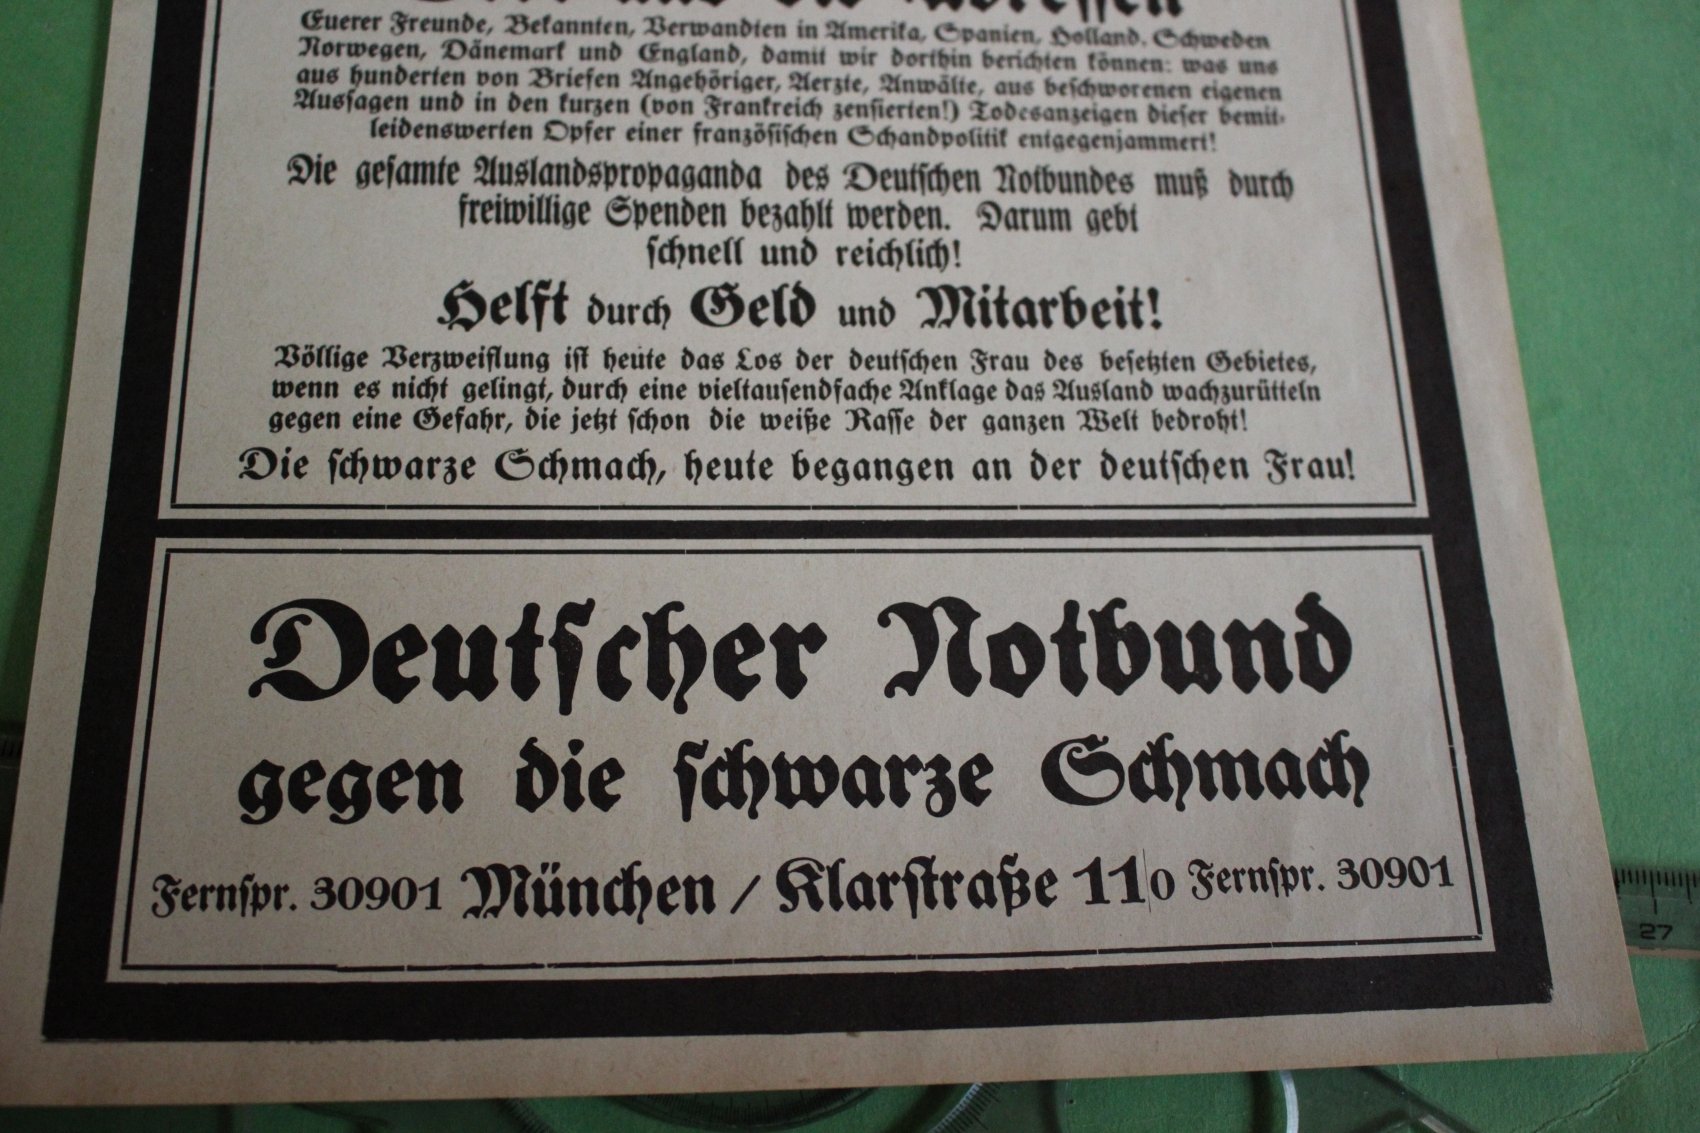 und die Adressen
Euerer Freunde, Bekannten, Verwandten in Amerika, Spanien, Holland, Schweden
Norwegen, Dänemark und England, damit wir dorthin berichten können: was uns
aus hunderten von Briefen Angehöriger, Aerzte, Anwälte, aus beschworenen eigenen
Aussagen und in den kurzen (von Frankreich zensierten!) Todesanzeigen dieser bemit-
leidenswerten Opfer einer französischen Schandpolitik entgegenjammert!
Die gesamte Auslandspropaganda des Deutschen Notbundes muß durch
freiwillige Spenden bezahlt werden. Darum gebt
schnell und reichlich!
Helft durch Geld und Mitarbeit!
Völlige Verzweiflung ist heute das Los der deutschen Frau des besetzten Gebietes,
wenn es nicht gelingt, durch eine vieltausendfache Anklage das Ausland wachzurütteln
gegen eine Gefahr, die jetzt schon die weiße Rasse der ganzen Welt bedroht!
Die schwarze Schmach, heute begangen an der deutschen Frau!
Deutscher Notbund
gegen die schwarze Schmach
Fernspr. 30901 München / Klarstraße 11/0 Fernspr. 30901
27